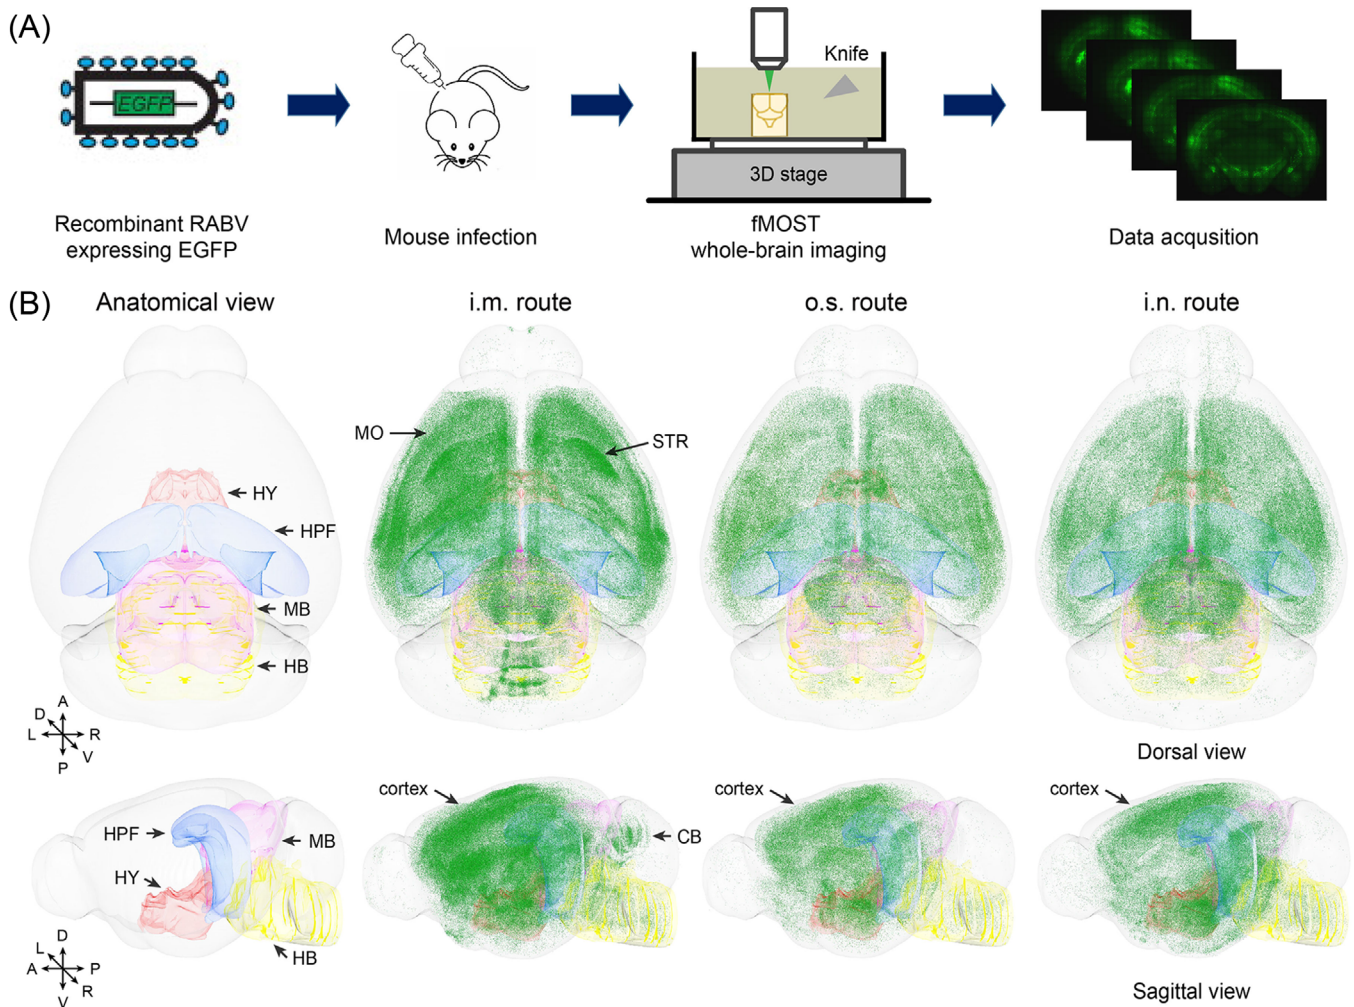 (A)
EGFP
Knife
3D stage
Recombinant RABV
expressing EGFP
Mouse infection
fMOST
whole-brain imaging
Data acqusition
(B)
Anatomical view
i.m. route
o.s. route
i.n. route
MO
STR
HY
HPF
MB
HB
A
D
L
R
V
P
Dorsal view
cortex
cortex
cortex
HPF
MB
CB
HY
HB
D
L
A
P
R
V
Sagittal view